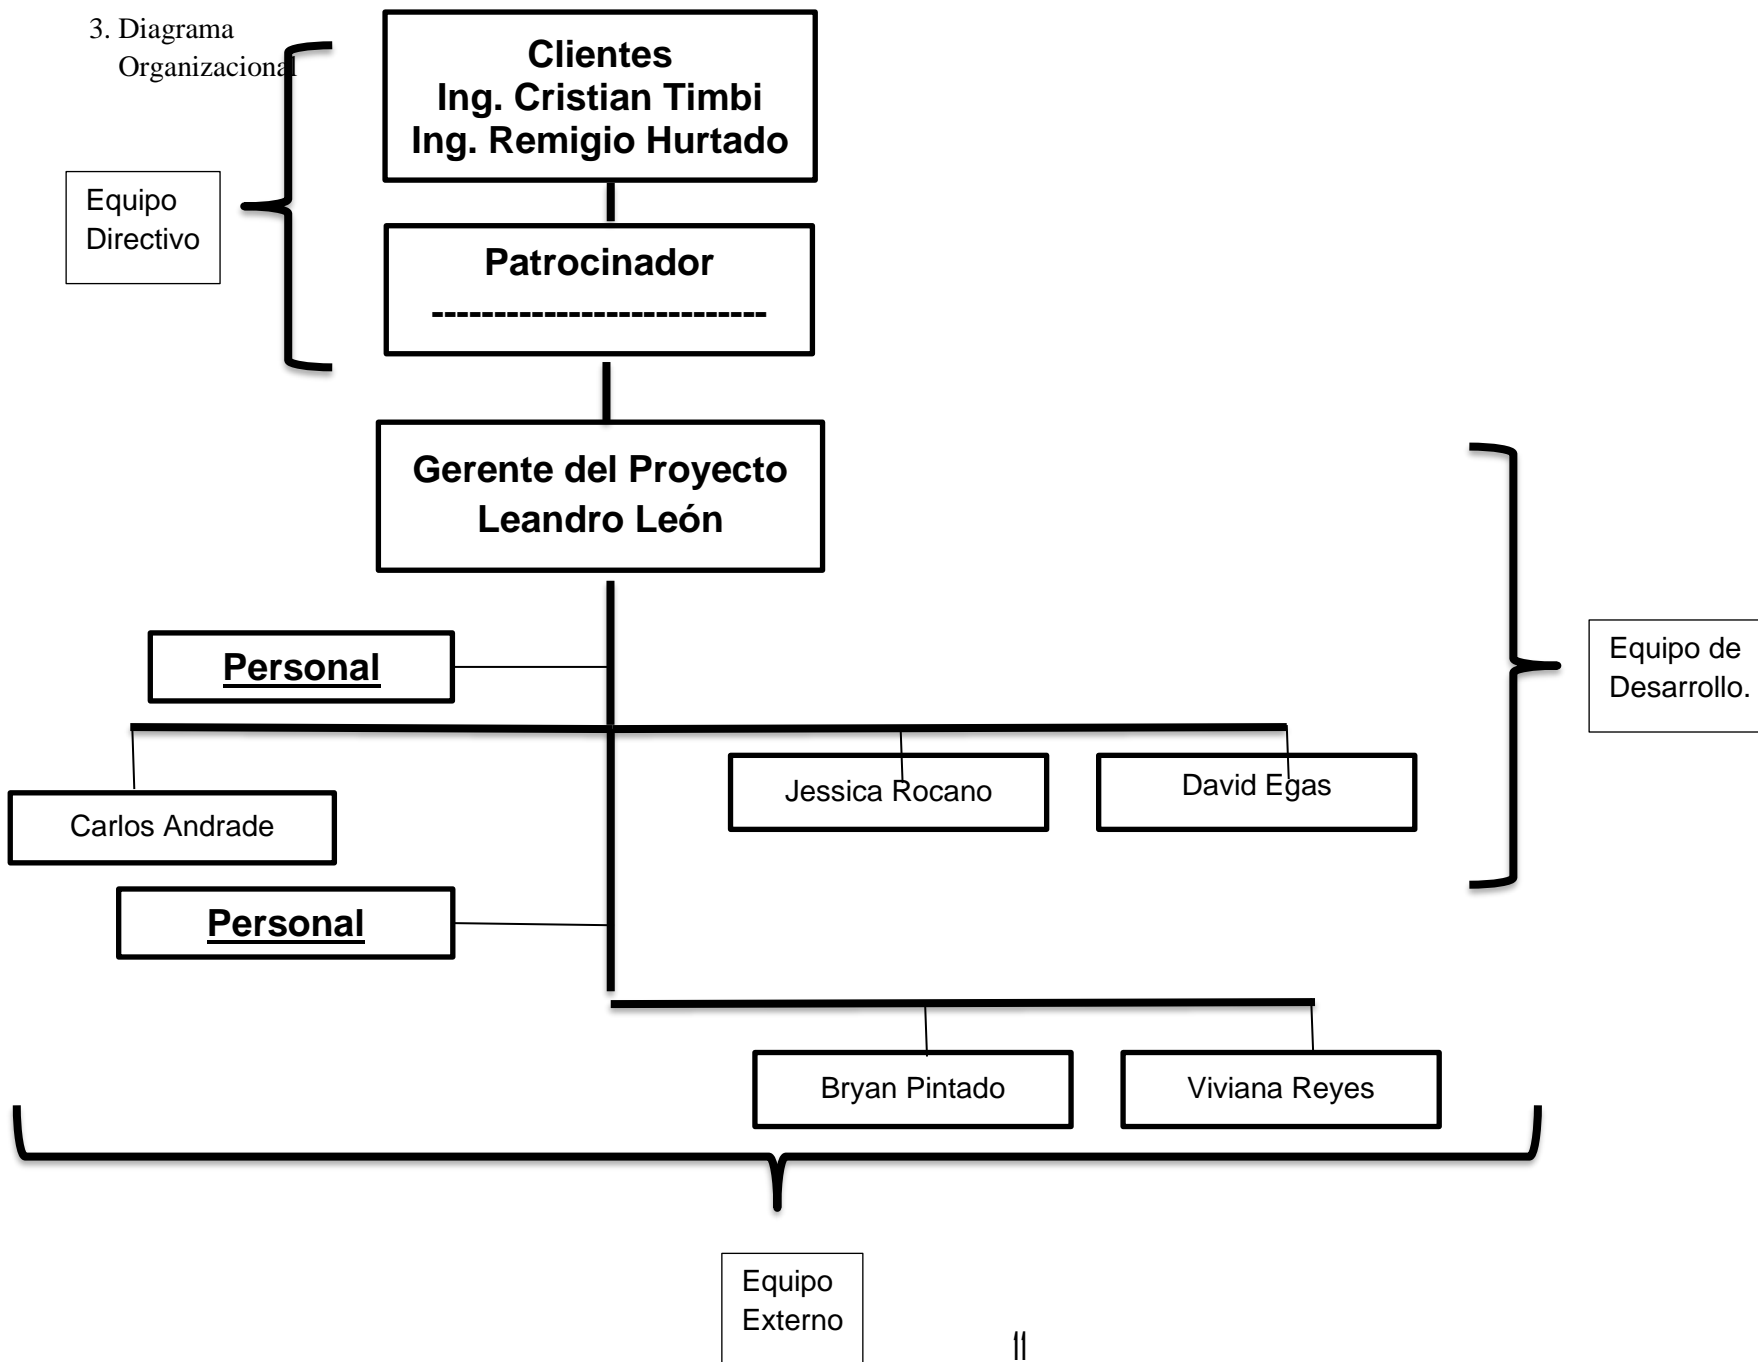 3. Diagrama
Organizacional
Clientes
Ing. Cristian Timbi
Ing. Remigio Hurtado
Equipo
Directivo
Patrocinador
---------------------------
Gerente del Proyecto
Leandro León
Personal
Equipo de
Desarrollo.
Carlos Andrade
Jessica Rocano
David Egas
Personal
Bryan Pintado
Viviana Reyes
Equipo
Externo
11